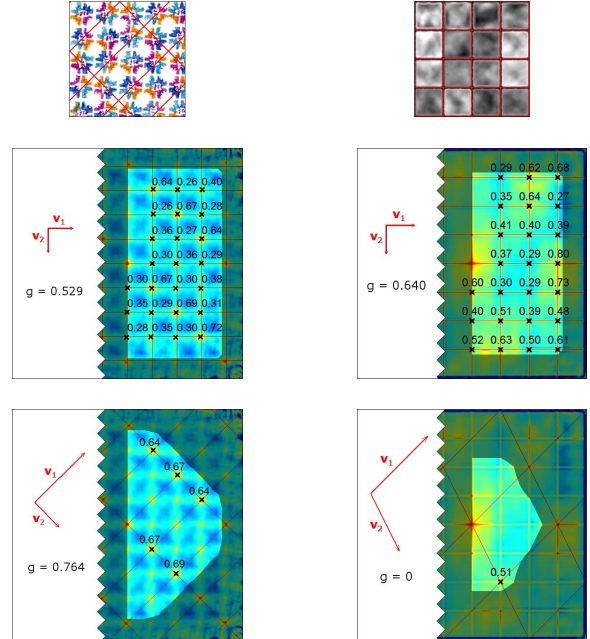 0.64 0.26 0.40
0.26 0.67 0.28
v1
v2
0.36 0.27 0.64
0.30 0.36 0.29
g = 0.529
0.30 0.67 0.30 0.38
0.35 0.29 0.69 0.31
0.28 0.35 0.30 0.72
0.29 0.62 0.68
0.35 0.64 0.27
v1
v2
0.41 0.40 0.39
0.37 0.29 0.80
g = 0.640
0.60 0.30 0.29 0.73
0.40 0.51 0.39 0.48
0.52 0.63 0.50 0.61
0.64
v1
0.67
0.64
v2
0.67
g = 0.764
0.69
v1
v2
g = 0
0.51